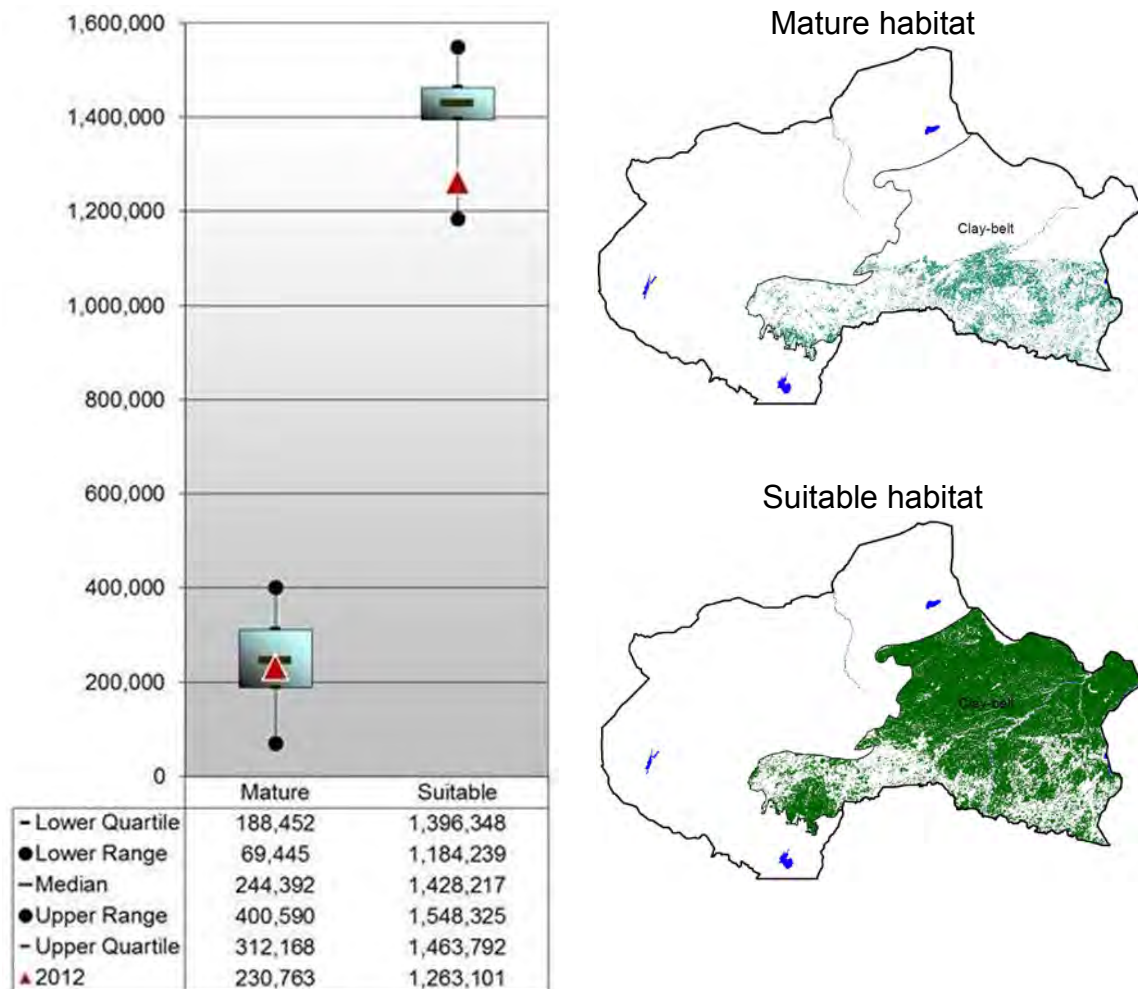 1,600,000
1,400,000
1,200,000
1,000,000
800,000
600,000
400,000
200,000
0
Mature Suitable
Lower Quartile 188,452 1,396,348
Lower Range 69,445 1,184,239
Median 244,392 1,428,217
Upper Range 400,590 1,548,325
Upper Quartile 312,168 1,463,792
2012 230,763 1,263,101
Mature habitat
Clay-belt
Suitable habitat
Clay-belt